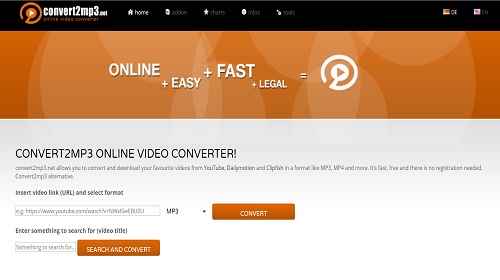 convert2mp3.net
online video converter
home
addon
charts
infos
tools
DE
EN
ONLINE + EASY + FAST + LEGAL =
CONVERT2MP3 ONLINE VIDEO CONVERTER!
convert2mp3.net allows you to convert and download your favourite videos from YouTube, Dailymotion and Clipfish in a format like MP3, MP4 and more. It's fast, free and there is no registration needed.
Convert2mp3 alternative.
Insert video link (URL) and select format
e.g. https://www.youtube.com/watch?v=NWxI5wEBU0U
MP3
CONVERT
Enter something to search for (video title)
Something to search for...
SEARCH AND CONVERT